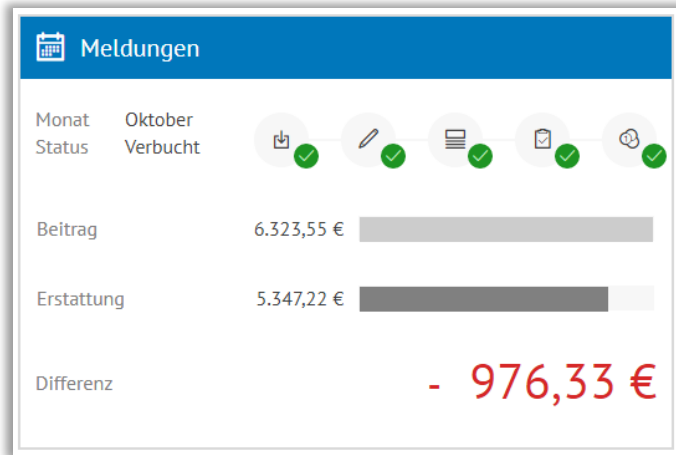 Meldungen
Monat Oktober
Status Verbucht
Beitrag 6.323,55 €
Erstattung 5.347,22 €
Differenz - 976,33 €